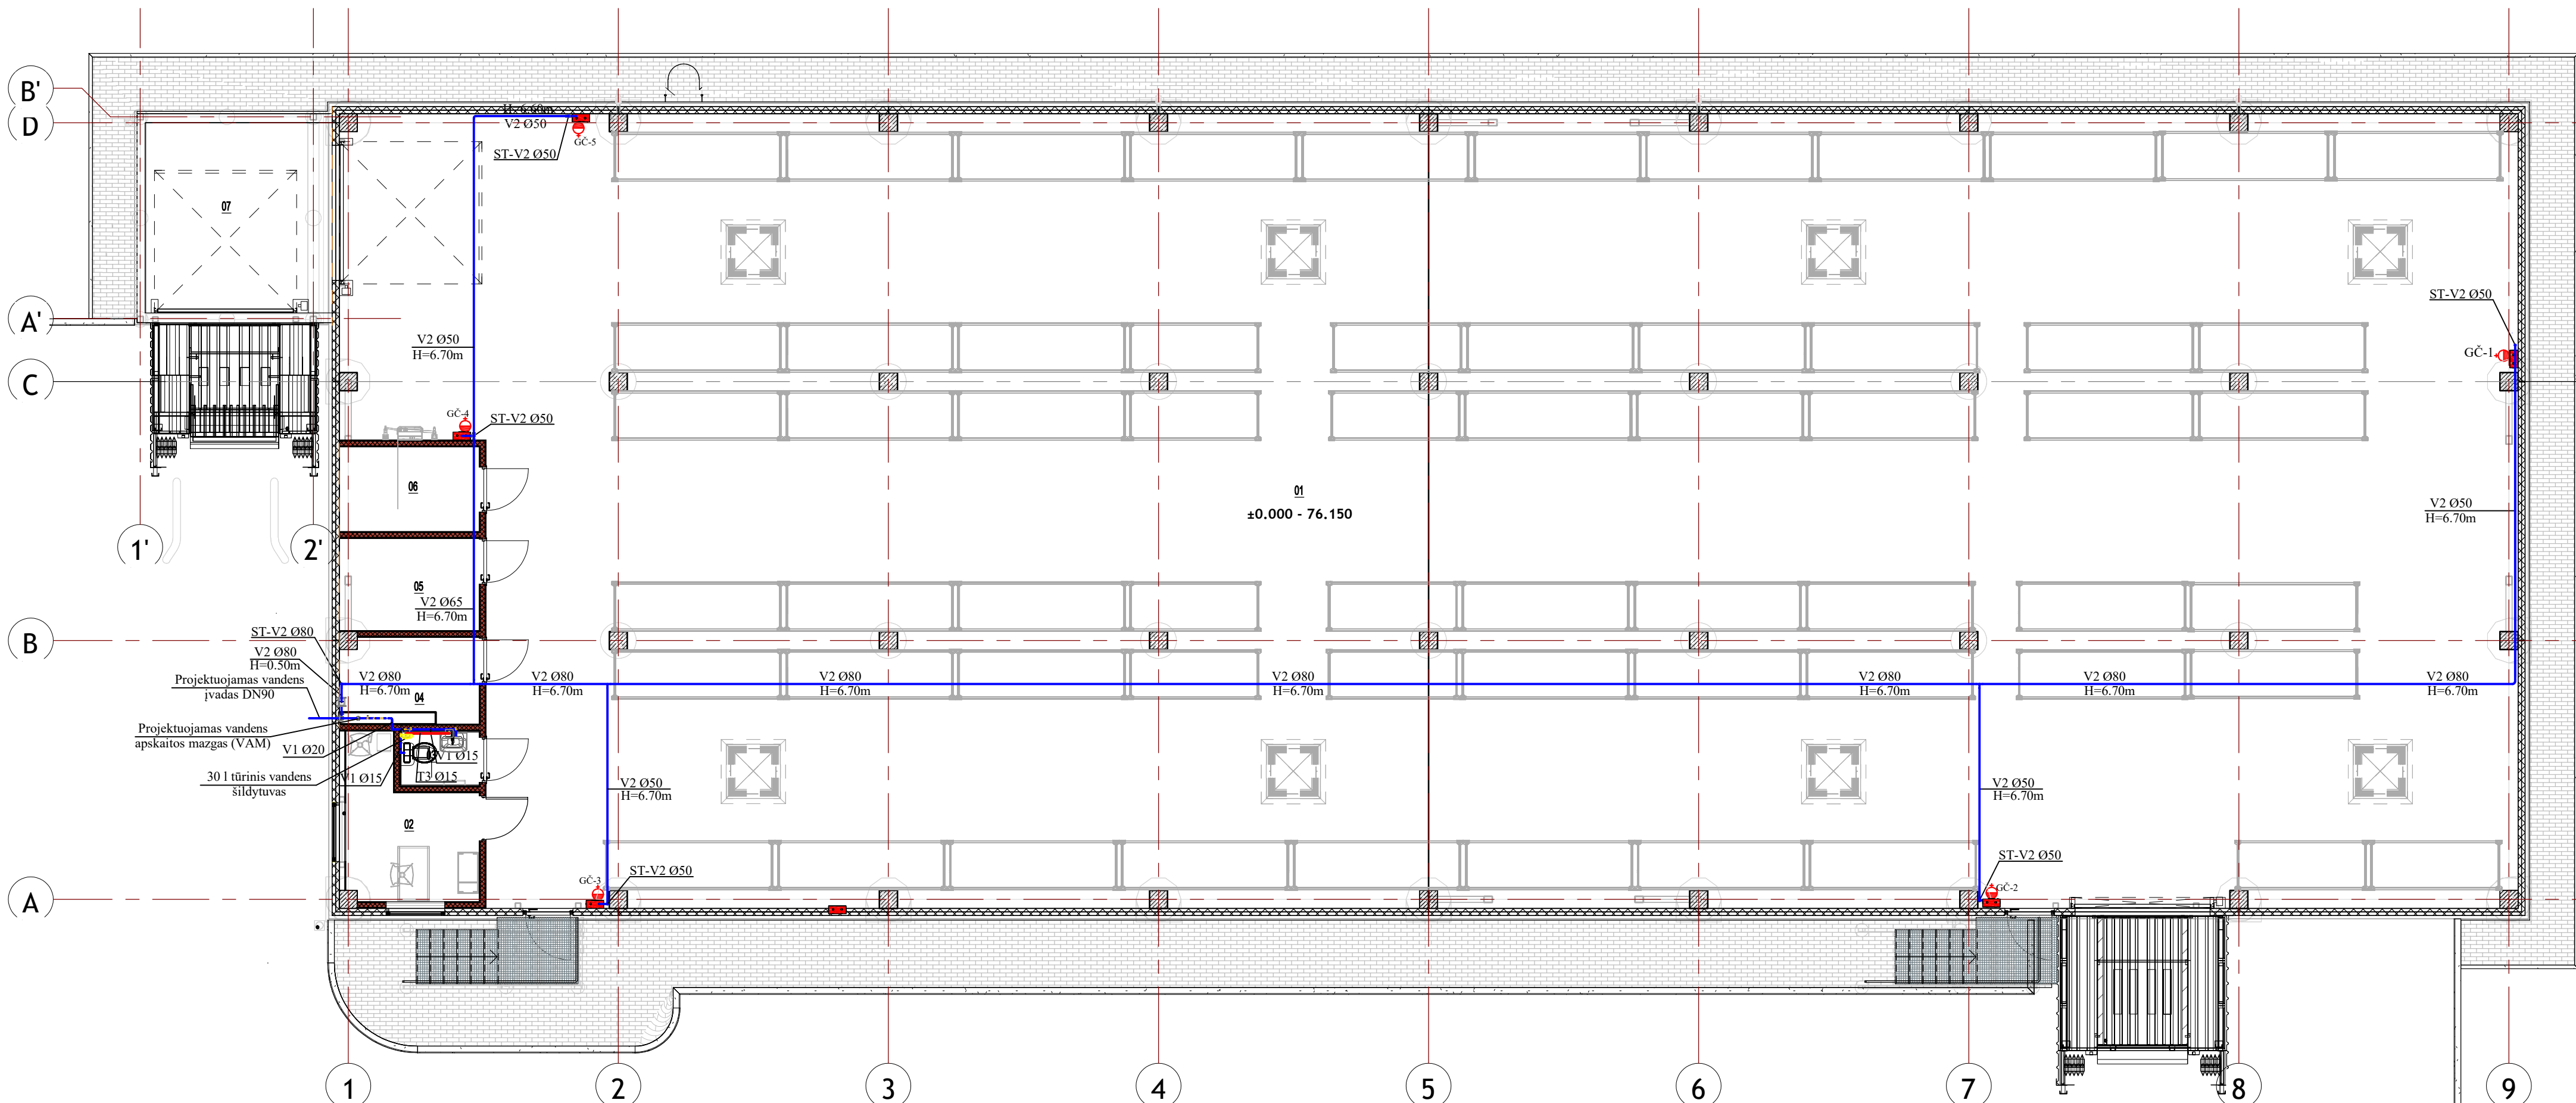 B'
D
H=6.60m
V2 Ø50
GČ-5
ST-V2 Ø50
07
A'
V2 Ø50
H=6.70m
ST-V2 Ø50
GČ-1
C
GČ-4
ST-V2 Ø50
06
01
±0.000 - 76.150
V2 Ø50
H=6.70m
1'
2'
05
V2 Ø65
H=6.70m
B
ST-V2 Ø80
V2 Ø80
H=0.50m
Projektuojamas vandens
įvadas DN90
V2 Ø80
H=6.70m
04
V2 Ø80
H=6.70m
V2 Ø80
H=6.70m
V2 Ø80
H=6.70m
V2 Ø80
H=6.70m
V2 Ø80
H=6.70m
V2 Ø80
H=6.70m
Projektuojamas vandens
apskaitos mazgas (VAM)
V1 Ø20
V1 Ø15
30 l tūrinis vandens
šildytuvas
V1 Ø15
T3 Ø15
V2 Ø50
H=6.70m
V2 Ø50
H=6.70m
02
GČ-3
ST-V2 Ø50
ST-V2 Ø50
GČ-2
A
1
2
3
4
5
6
7
8
9